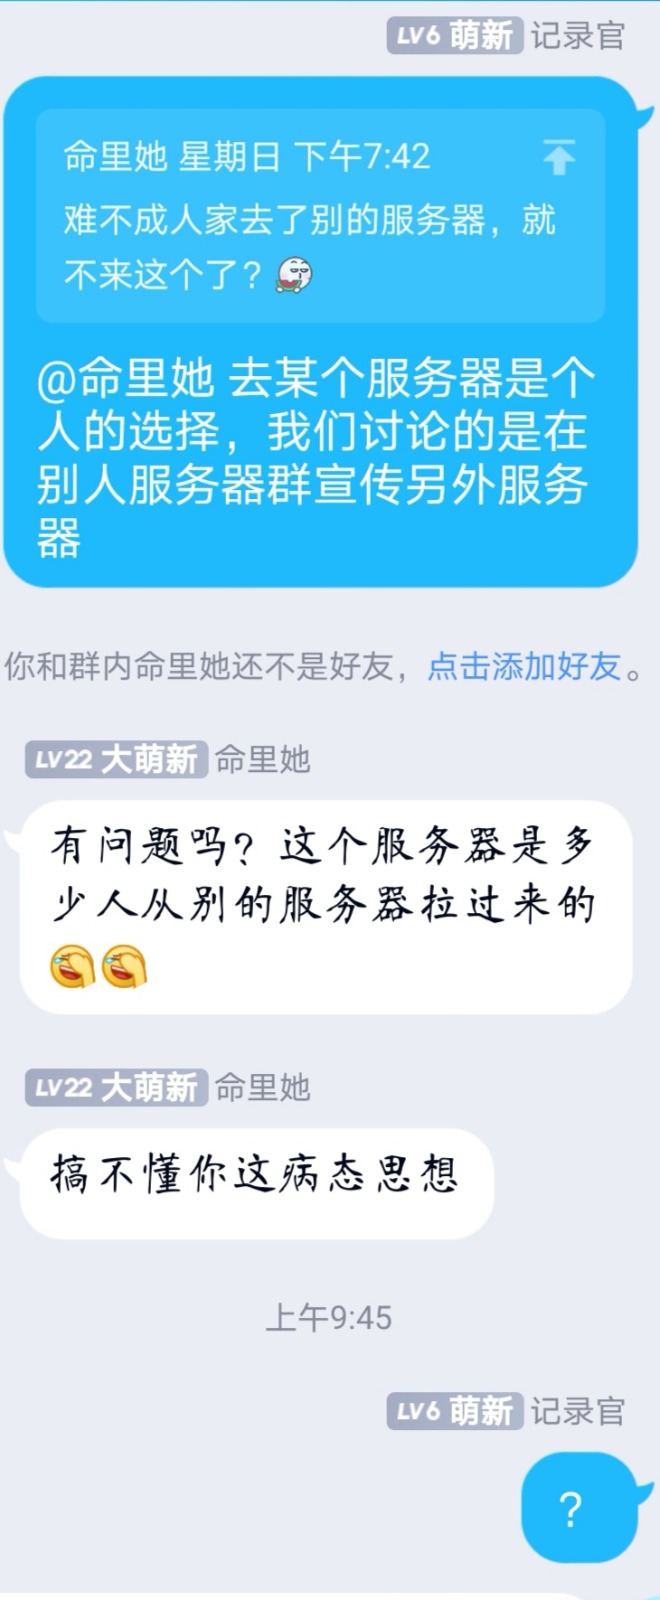 LV6 萌新 记录官
命里她 星期日 下午7:42
难不成人家去了别的服务器，就
不来这个了？
@命里她 去某个服务器是个
人的选择，我们讨论的是在
别人服务器群宣传另外服务
器
你和群内命里她还不是好友，点击添加好友。
LV22 大萌新 命里她
有问题吗？这个服务器是多
少人从别的服务器拉过来的
LV22 大萌新 命里她
搞不懂你这病态思想
上午9:45
LV6 萌新 记录官
？